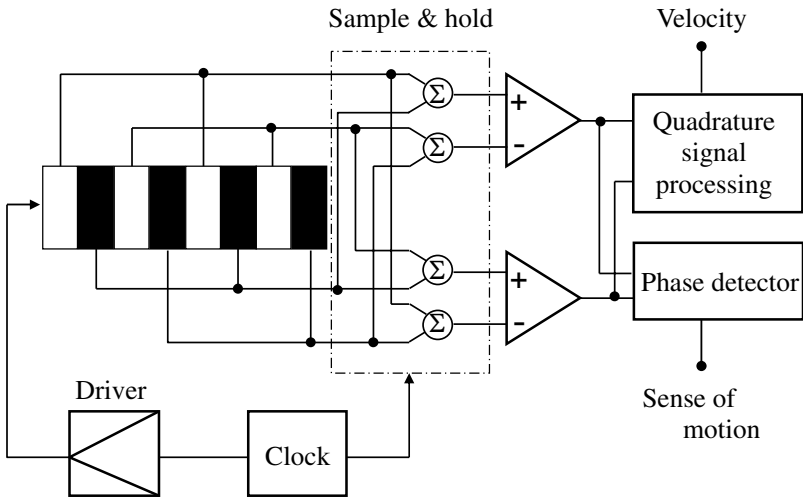 Sample & hold
Velocity
Σ
+
Quadrature
signal
processing
Σ
-
Σ
+
Phase detector
Σ
-
Driver
Sense of
motion
Clock